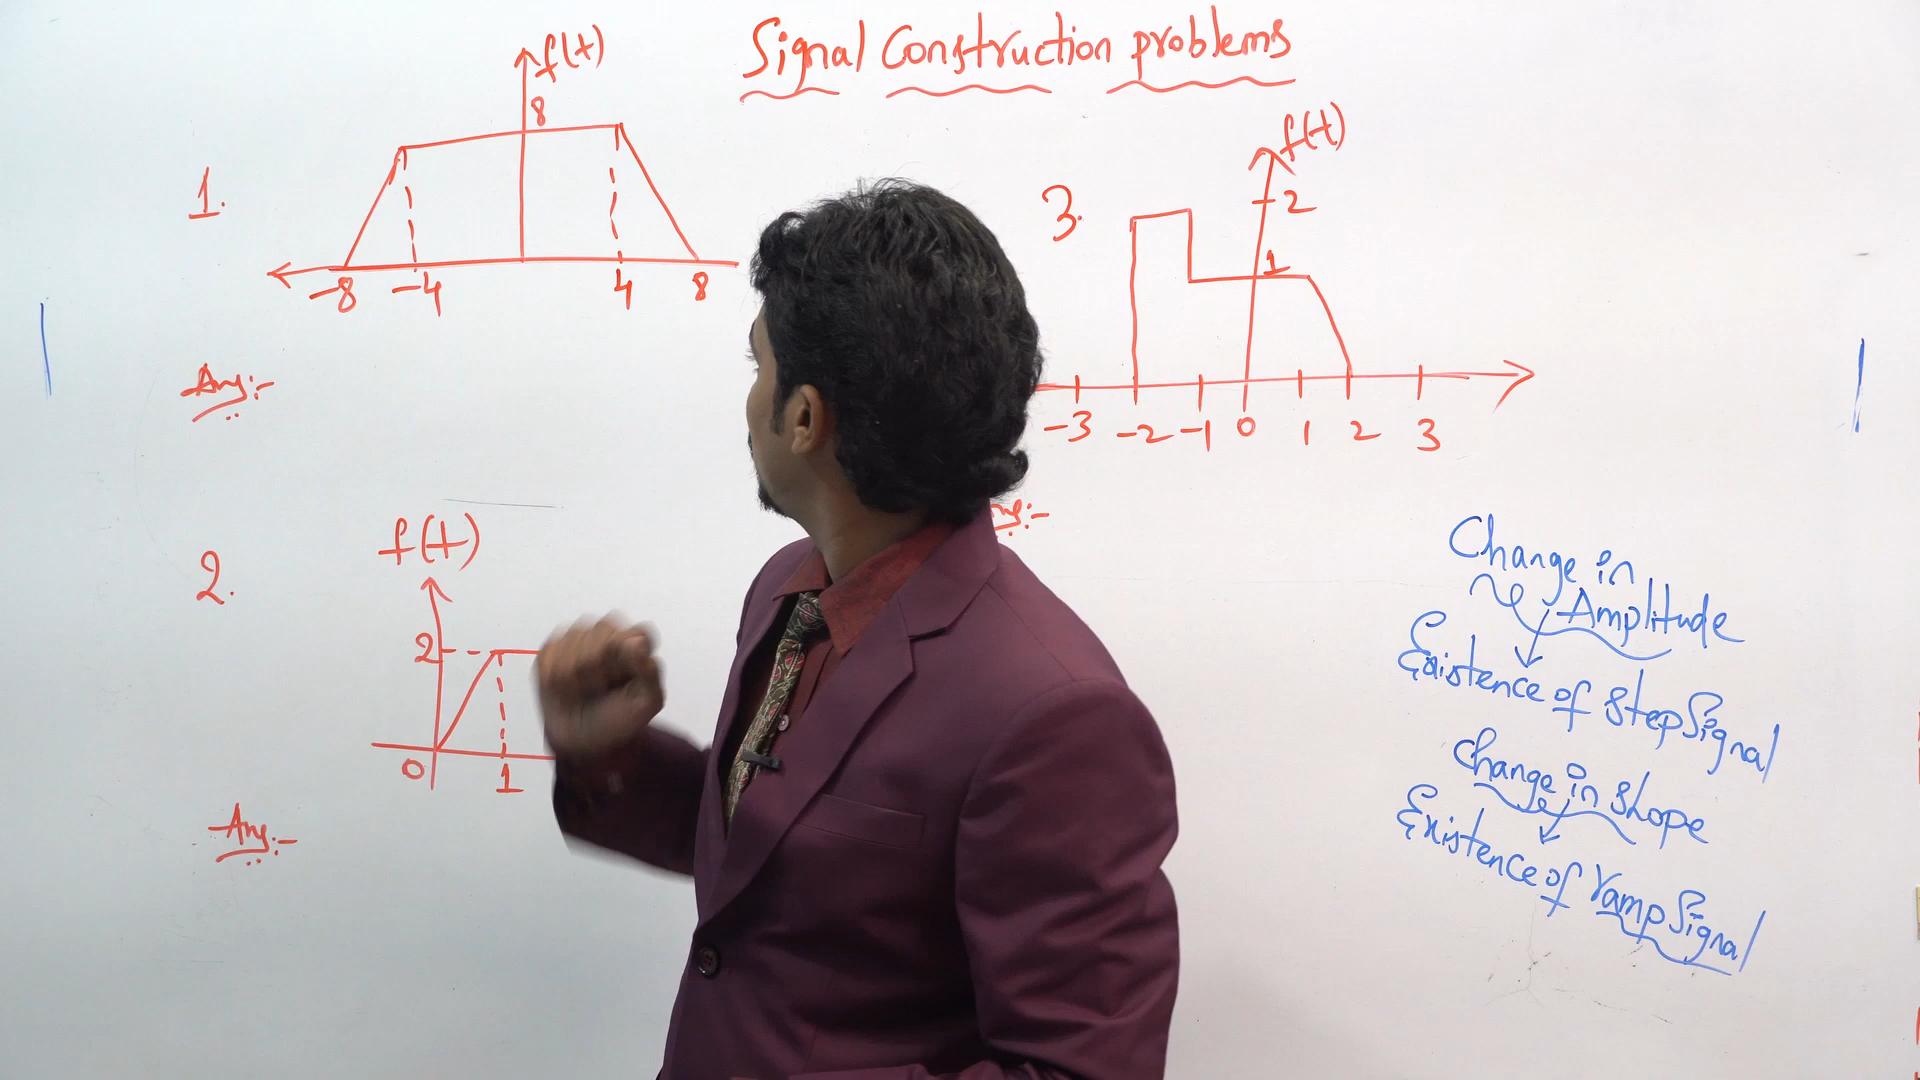 Signal Construction problems
1.
f(t)
8
-8 -4 4 8
Ans:-
2.
f(t)
2
0 1
Ans:-
3.
f(t)
2
1
-3 -2 -1 0 1 2 3
Change in
Amplitude
Existence of Step Signal
Change in slope
Existence of ramp Signal